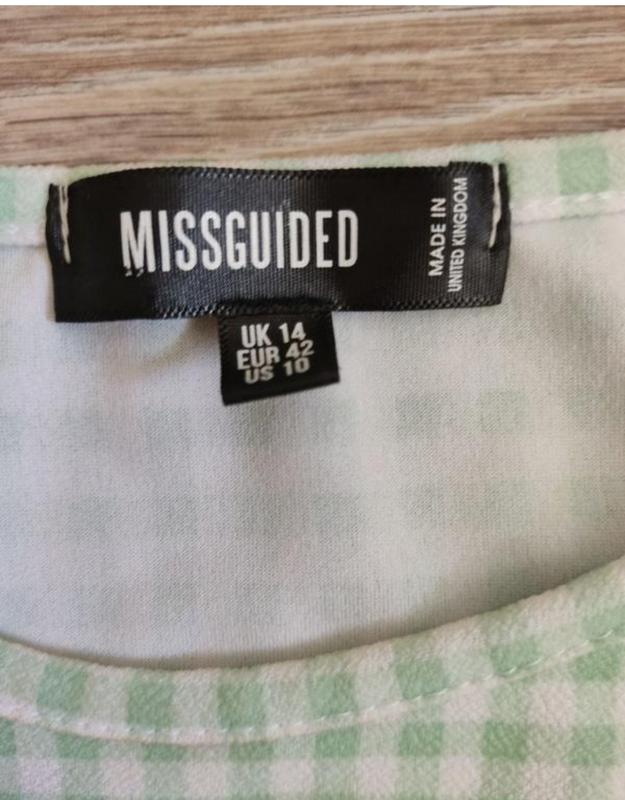 MISSGUIDED
MADE IN
UNITED KINGDOM
UK 14
EUR 42
US 10